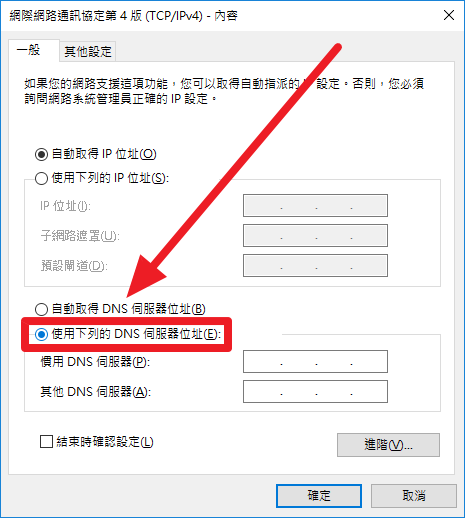 網際網路通訊協定第 4 版 (TCP/IPv4) - 內容
一般
其他設定
如果您的網路支援這項功能，您可以取得自動指派的 設定。否則，您必須
詢問網路系統管理員正確的 IP 設定。
自動取得 IP 位址(O)
使用下列的 IP 位址(S):
IP 位址(I):
子網路遮罩(U):
預設閘道(D):
自動取得 DNS 伺服器位址(B)
使用下列的 DNS 伺服器位址(E):
慣用 DNS 伺服器(P):
其他 DNS 伺服器(A):
結束時確認設定(L)
進階(V)...
確定
取消